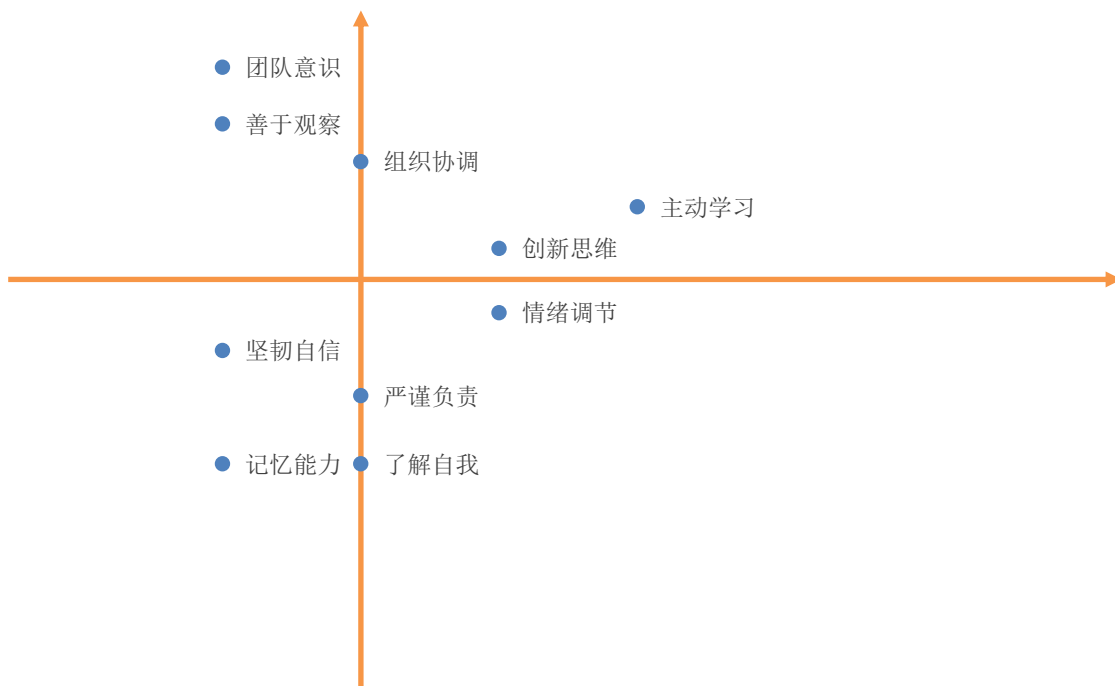 团队意识
善于观察
组织协调
主动学习
创新思维
情绪调节
坚韧自信
严谨负责
记忆能力
了解自我